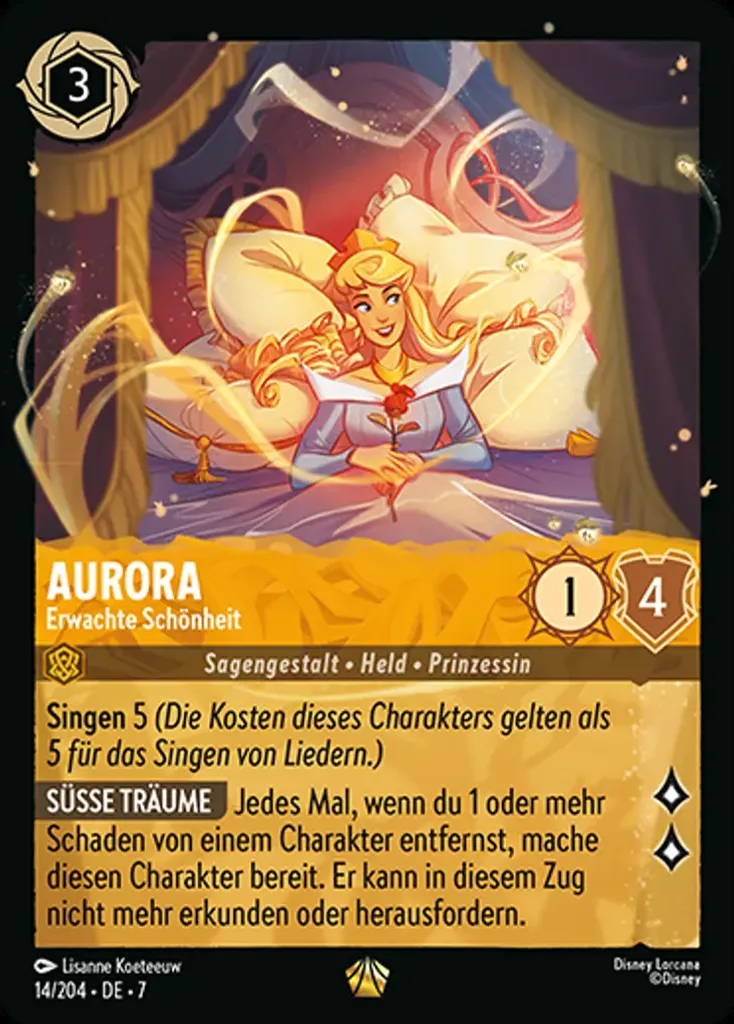 3
AURORA
Erwachte Schönheit
1
4
Sagengestalt • Held • Prinzessin
Singen 5 (Die Kosten dieses Charakters gelten als
5 für das Singen von Liedern.)
SÜSSE TRÄUME Jedes Mal, wenn du 1 oder mehr
Schaden von einem Charakter entfernst, mache
diesen Charakter bereit. Er kann in diesem Zug
nicht mehr erkunden oder herausfordern.
Lisanne Koeteeuw
14/204 • DE • 7
Disney Lorcana
©Disney